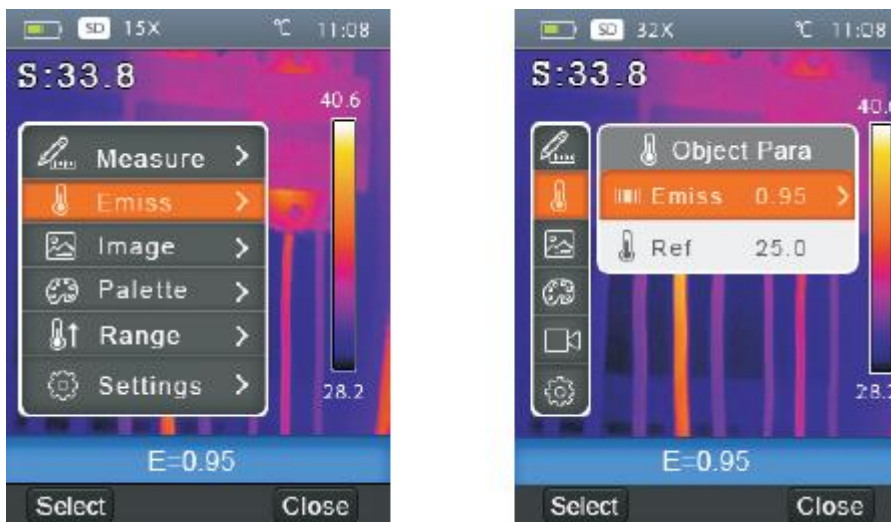 SD 15X ℃ 11:08
S:33.8
40.6
Measure >
Emiss >
Image >
Palette >
Range >
Settings >
28.2
E=0.95
Select Close
SD 32X ℃ 11:08
S:33.8
Object Para
Emiss 0.95 >
Ref 25.0
28.2
E=0.95
Select Close